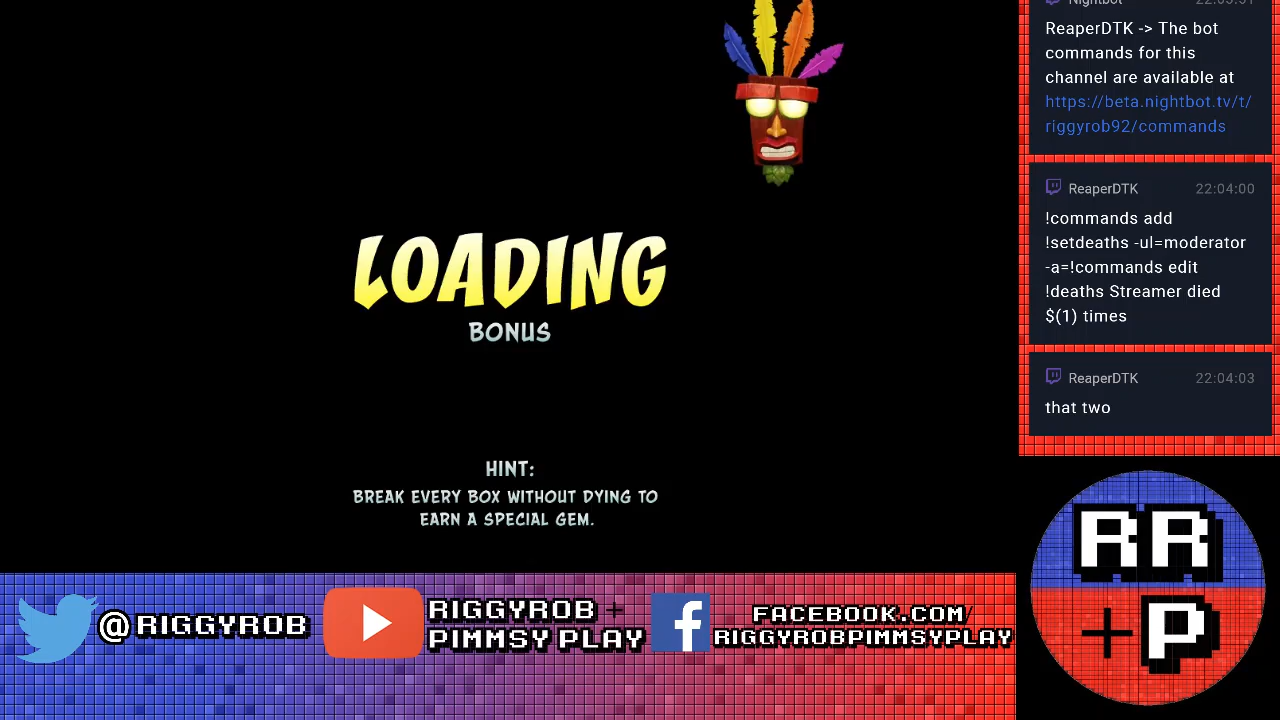 LOADING
BONUS
HINT:
BREAK EVERY BOX WITHOUT DYING TO
EARN A SPECIAL GEM.
ReaperDTK -> The bot
commands for this
channel are available at
https://beta.nightbot.tv/t/
riggyrob92/commands
ReaperDTK 22:04:00
!commands add
!setdeaths -ul=moderator
-a=!commands edit
!deaths Streamer died
$(1) times
ReaperDTK 22:04:03
that two
@RIGGYROB
RIGGYROB +
PIMMSY PLAY
FACEBOOK.COM/
RIGGYROBPIMMSYPLAY
RR
+P